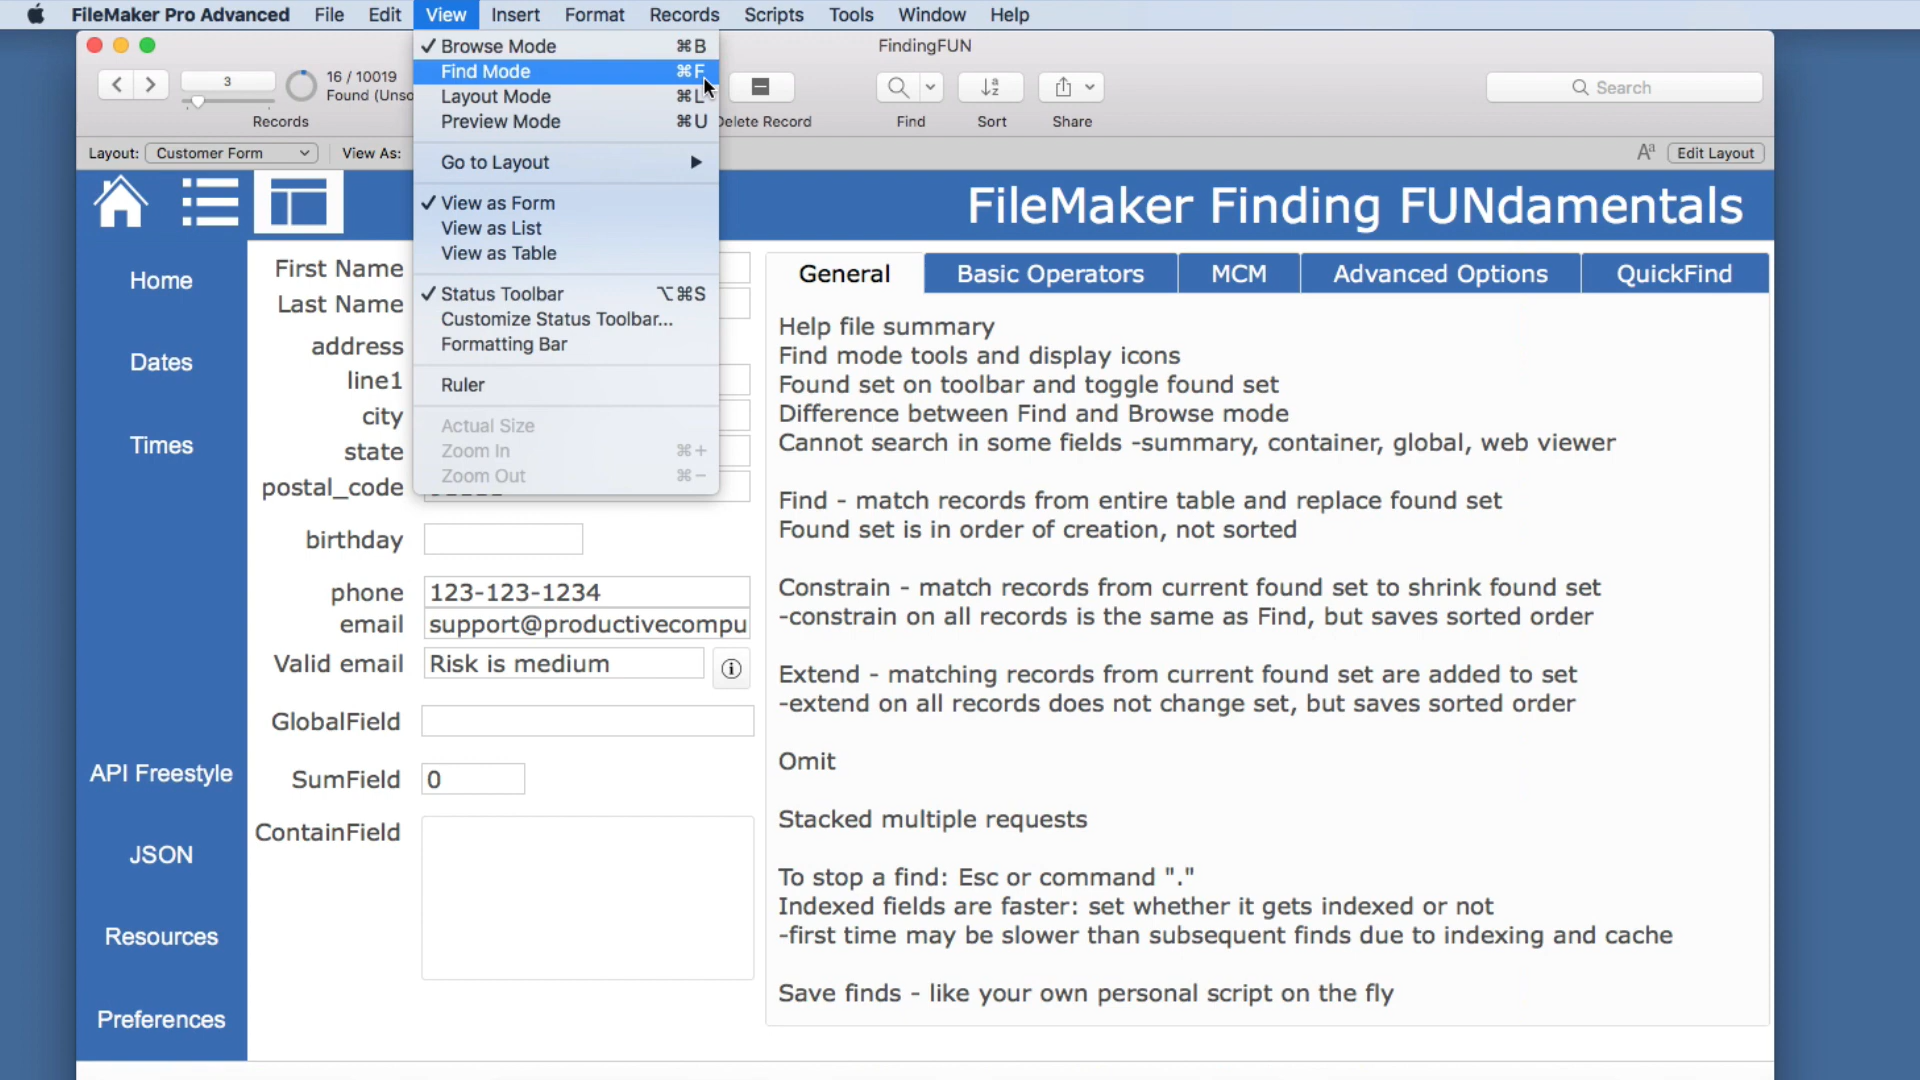 FileMaker Pro Advanced File Edit View Insert Format Records Scripts Tools Window Help
FindingFUN
3
16 / 10019
Found (Unso
Records
Delete Record
Find
Sort
Share
Search
Layout: Customer Form
View As:
Aa
Edit Layout
✓ Browse Mode ⌘B
Find Mode ⌘F
Layout Mode ⌘L
Preview Mode ⌘U
Go to Layout
✓ View as Form
View as List
View as Table
✓ Status Toolbar ⌥⌘S
Customize Status Toolbar...
Formatting Bar
Ruler
Actual Size
Zoom In ⌘+
Zoom Out ⌘−
FileMaker Finding FUNdamentals
Home
Dates
Times
API Freestyle
JSON
Resources
Preferences
First Name
Last Name
address
line1
city
state
postal_code
birthday
phone 123-123-1234
email support@productivecompu
Valid email Risk is medium
GlobalField
SumField 0
ContainField
General Basic Operators MCM Advanced Options QuickFind
Help file summary
Find mode tools and display icons
Found set on toolbar and toggle found set
Difference between Find and Browse mode
Cannot search in some fields -summary, container, global, web viewer
Find - match records from entire table and replace found set
Found set is in order of creation, not sorted
Constrain - match records from current found set to shrink found set
-constrain on all records is the same as Find, but saves sorted order
Extend - matching records from current found set are added to set
-extend on all records does not change set, but saves sorted order
Omit
Stacked multiple requests
To stop a find: Esc or command "."
Indexed fields are faster: set whether it gets indexed or not
-first time may be slower than subsequent finds due to indexing and cache
Save finds - like your own personal script on the fly